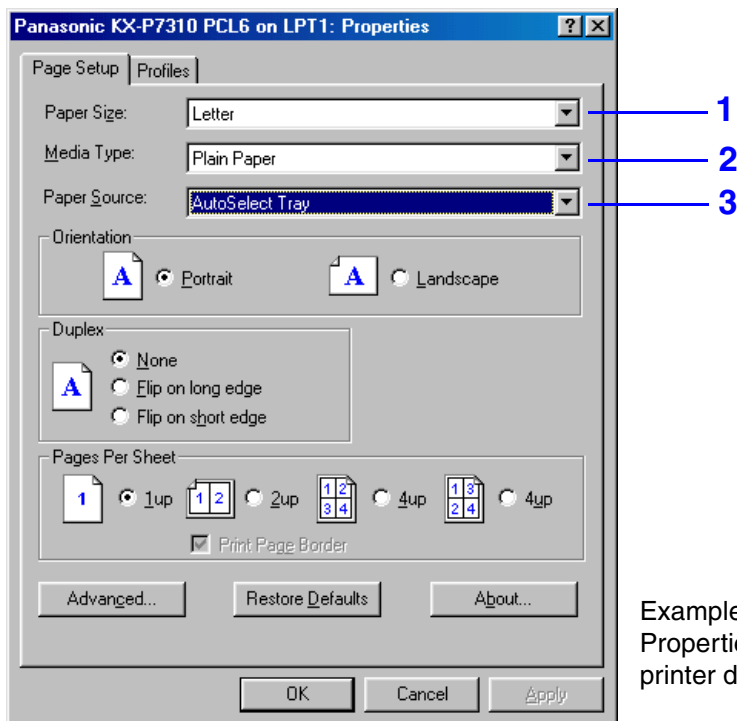 Panasonic KX-P7310 PCL6 on LPT1: Properties
Page Setup Profiles
Paper Size: Letter 1
Media Type: Plain Paper 2
Paper Source: AutoSelect Tray 3
Orientation
A Portrait A Landscape
Duplex
A
None
Flip on long edge
Flip on short edge
Pages Per Sheet
1 1up 1 2 2up 1 2 3 4 4up 1 3 2 4 4up
Print Page Border
Advanced... Restore Defaults About...
Example
Properti
printer d
OK Cancel Apply